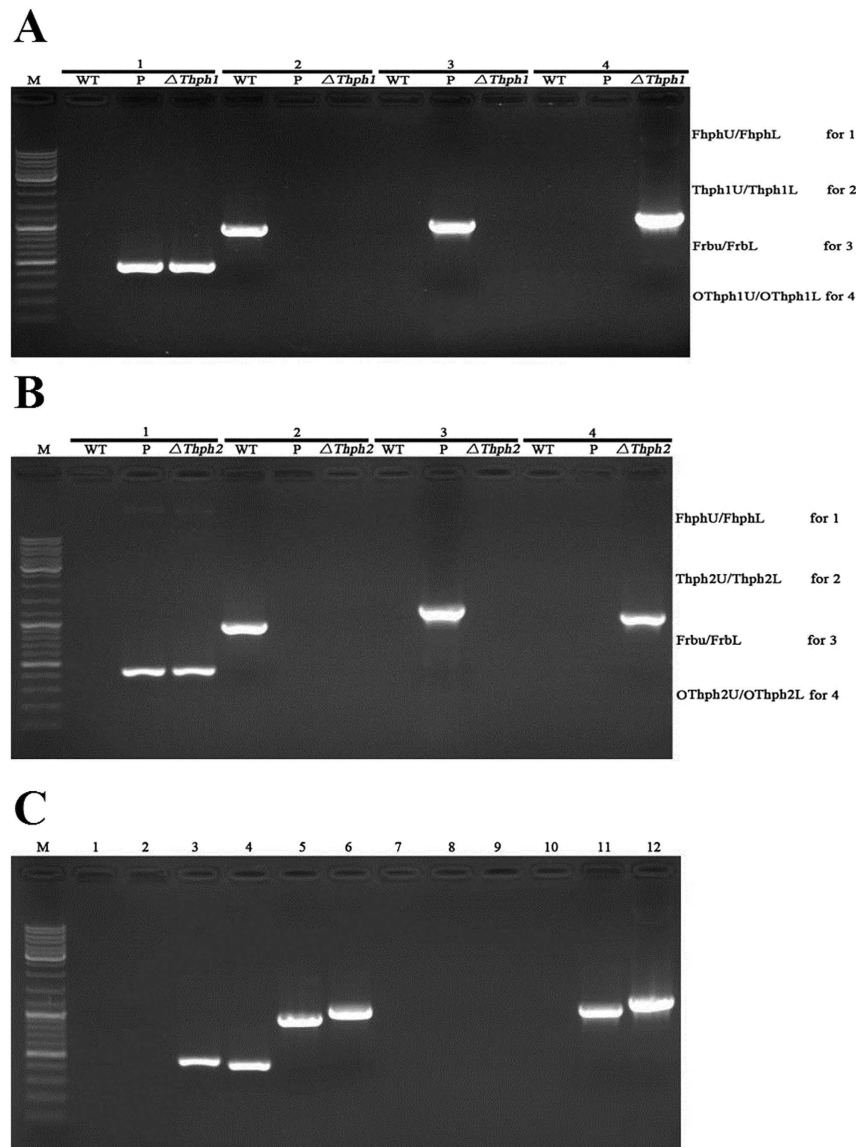 A
1 2 3 4
M WT P △Thph1 WT P △Thph1 WT P △Thph1 WT P △Thph1
FhphU/FhphL for 1
Thph1U/Thph1L for 2
Frbu/FrbL for 3
OThph1U/OThph1L for 4
B
1 2 3 4
M WT P △Thph2 WT P △Thph2 WT P △Thph2 WT P △Thph2
FhphU/FhphL for 1
Thph2U/Thph2L for 2
Frbu/FrbL for 3
OThph2U/OThph2L for 4
C
M 1 2 3 4 5 6 7 8 9 10 11 12